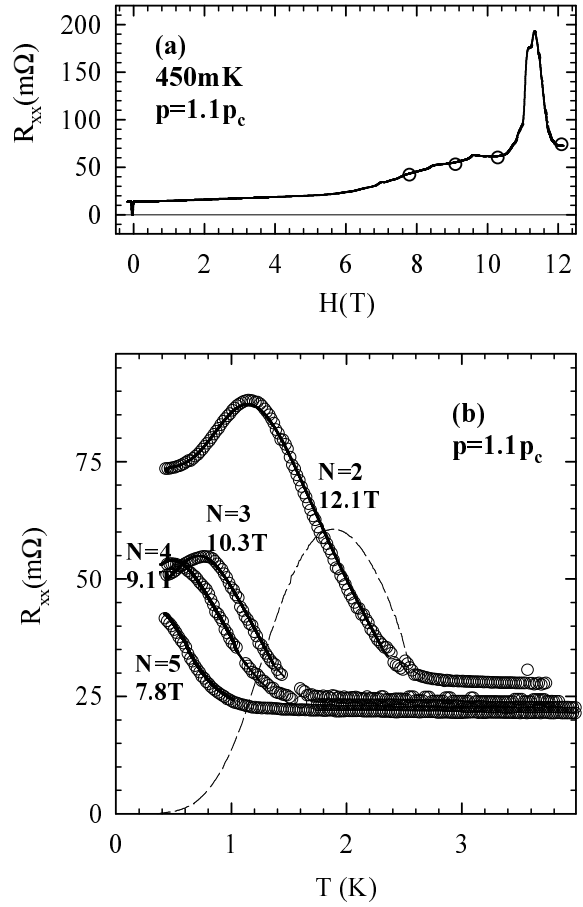 200
150
100
50
0
R_xx(mΩ)
(a)
450mK
p=1.1p_c
0
2
4
6
8
10
12
H(T)
75
50
25
0
R_xx(mΩ)
(b)
p=1.1p_c
N=2
12.1T
N=3
10.3T
N=4
9.1T
N=5
7.8T
0
1
2
3
T (K)